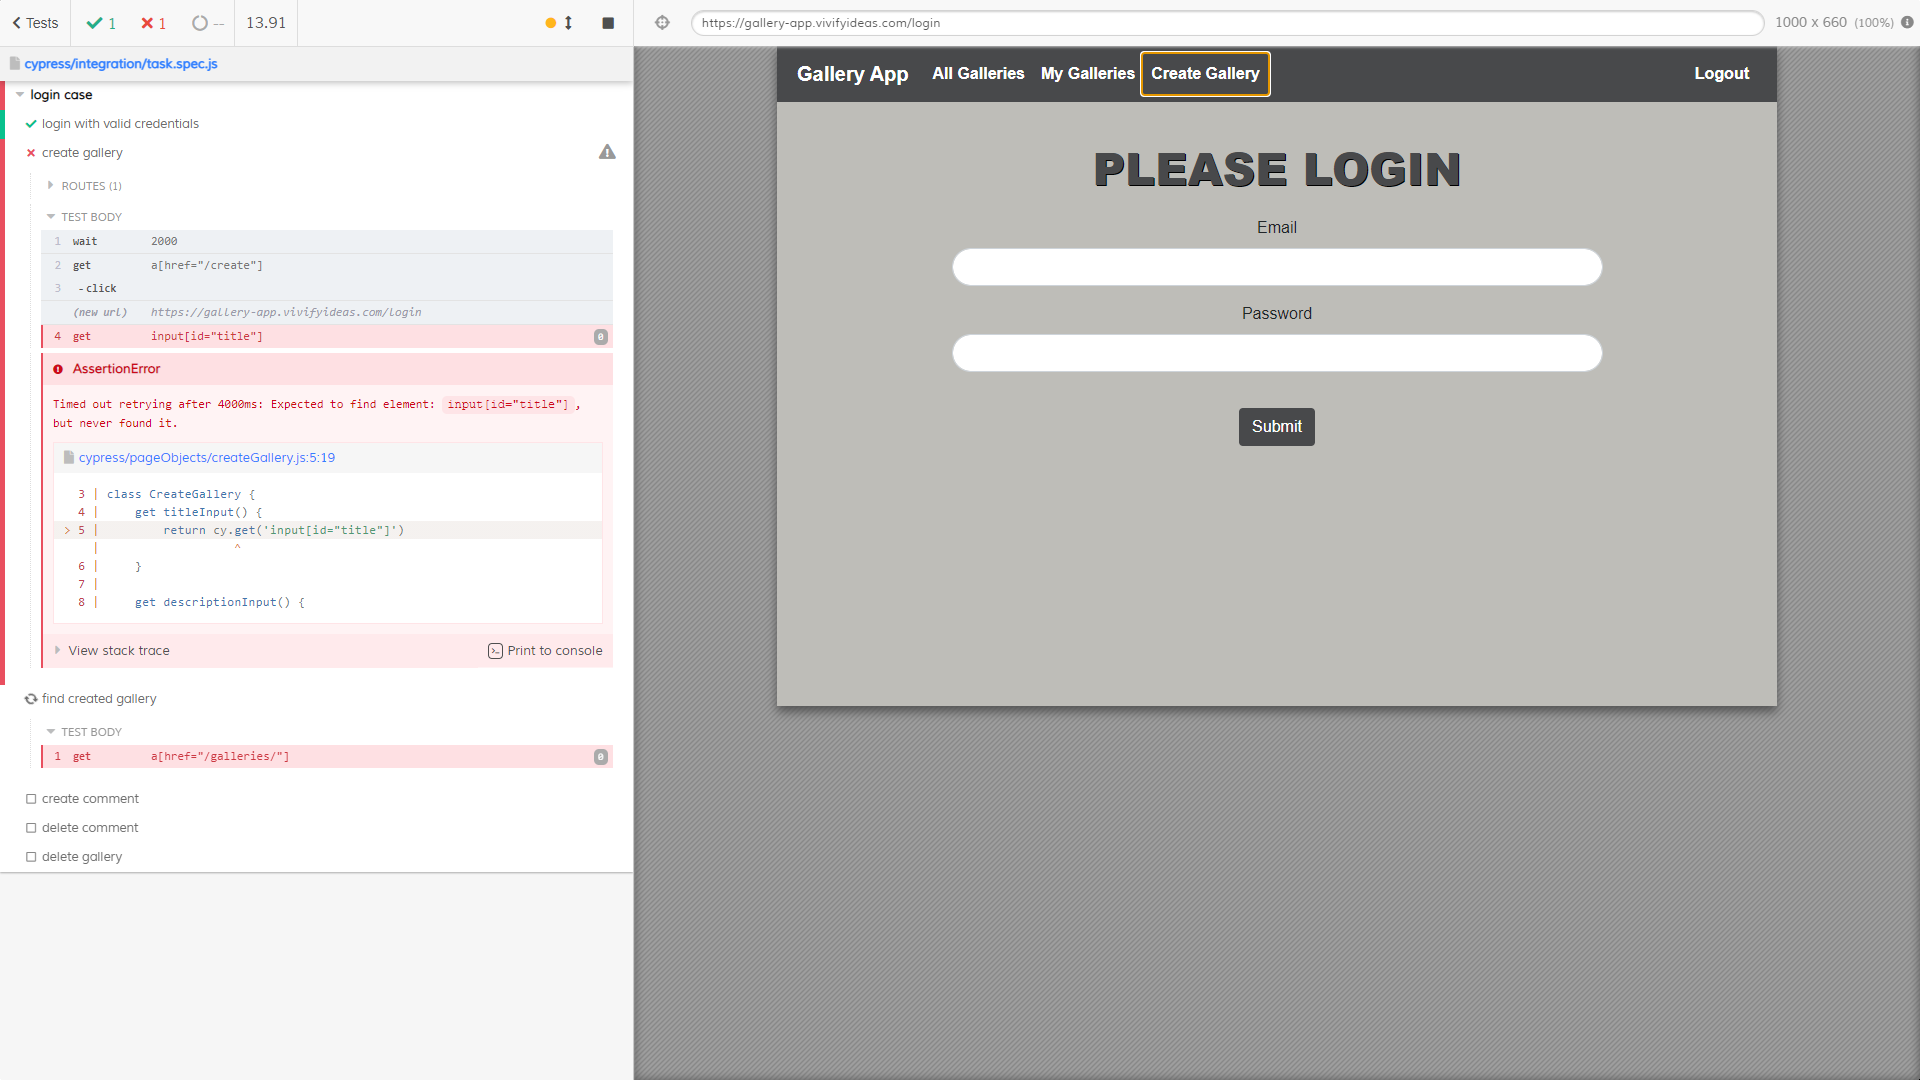 Tests
1
1
--
13.91
cypress/integration/task.spec.js
login case
login with valid credentials
create gallery
ROUTES (1)
TEST BODY
1 wait 2000
2 get a[href="/create"]
3 -click
(new url) https://gallery-app.vivifyideas.com/login
4 get input[id="title"] 0
AssertionError
Timed out retrying after 4000ms: Expected to find element: input[id="title"],
but never found it.
cypress/pageObjects/createGallery.js:5:19
3 | class CreateGallery {
4 | get titleInput() {
> 5 | return cy.get('input[id="title"]')
| ^
6 | }
7 |
8 | get descriptionInput() {
View stack trace
Print to console
find created gallery
TEST BODY
1 get a[href="/galleries/"] 0
create comment
delete comment
delete gallery
https://gallery-app.vivifyideas.com/login
1000 x 660 (100%)
Gallery App All Galleries My Galleries Create Gallery Logout
PLEASE LOGIN
Email
Password
Submit